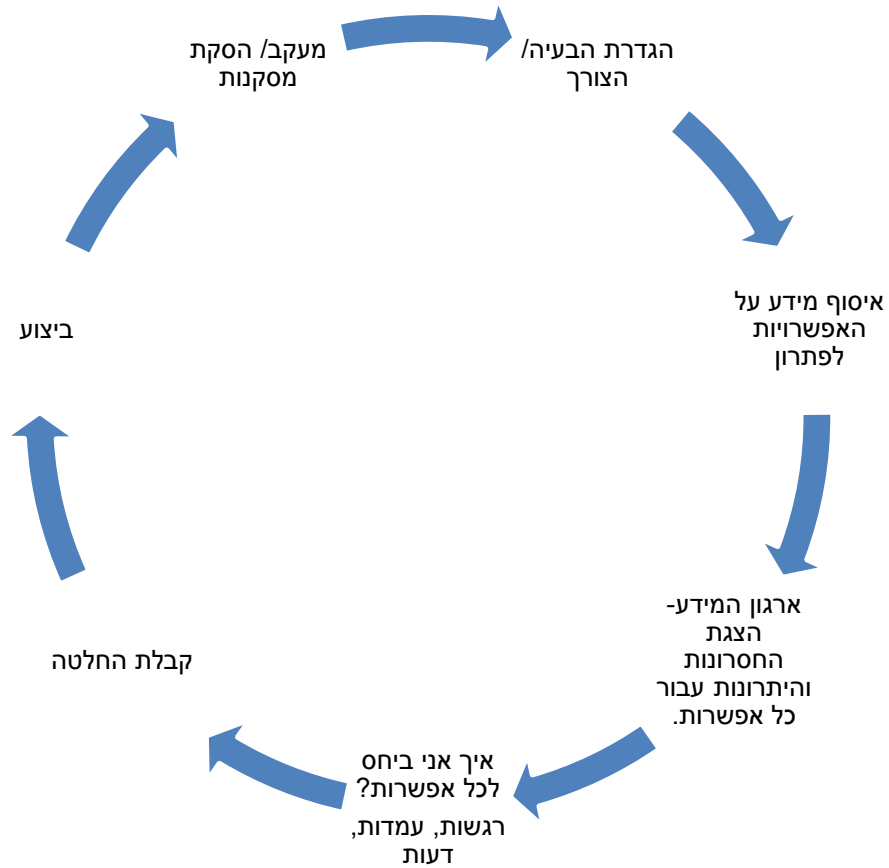 הגדרת הבעיה/
הצורך
איסוף מידע על
האפשרויות
לפתרון
ארגון המידע-
הצגת
החסרונות
והיתרונות עבור
כל אפשרות.
איך אני ביחס
לכל אפשרות?
רגשות, עמדות,
דעות
קבלת החלטה
ביצוע
מעקב/ הסקת
מסקנות